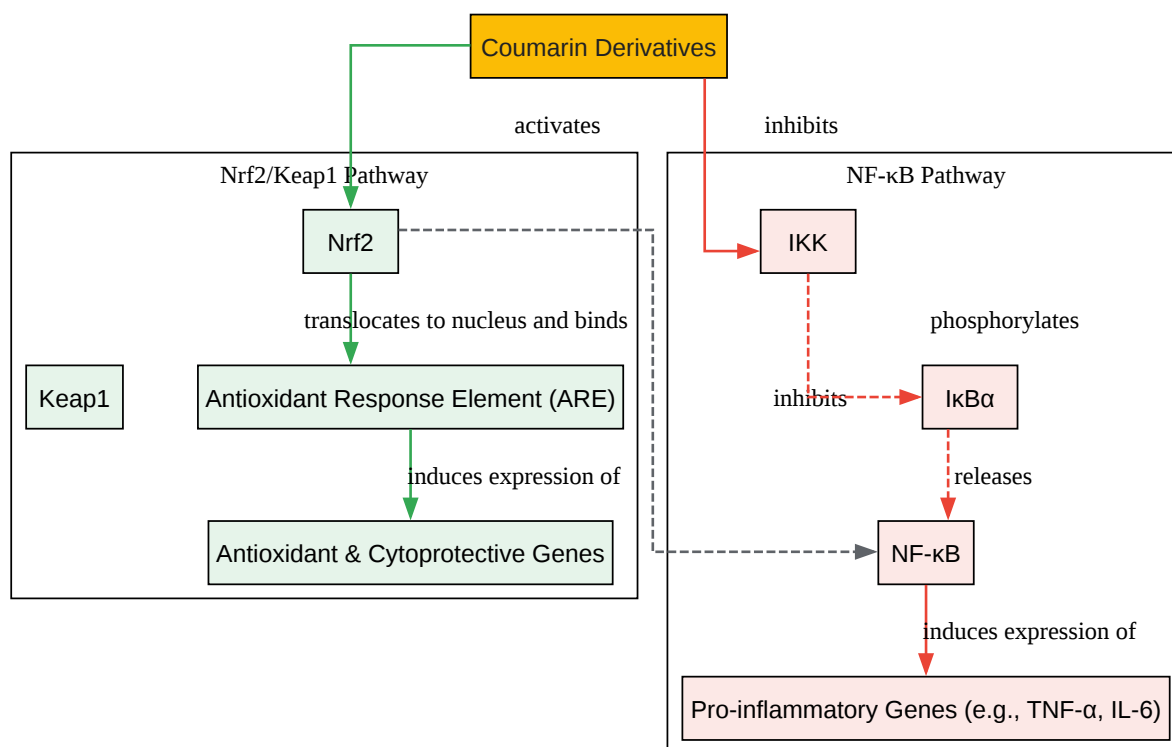 Coumarin Derivatives
activates
inhibits
Nrf2/Keap1 Pathway
NF-κB Pathway
Nrf2
IKK
translocates to nucleus and binds
phosphorylates
Keap1
Antioxidant Response Element (ARE)
inhibits
IκBα
induces expression of
releases
Antioxidant & Cytoprotective Genes
NF-κB
induces expression of
Pro-inflammatory Genes (e.g., TNF-α, IL-6)